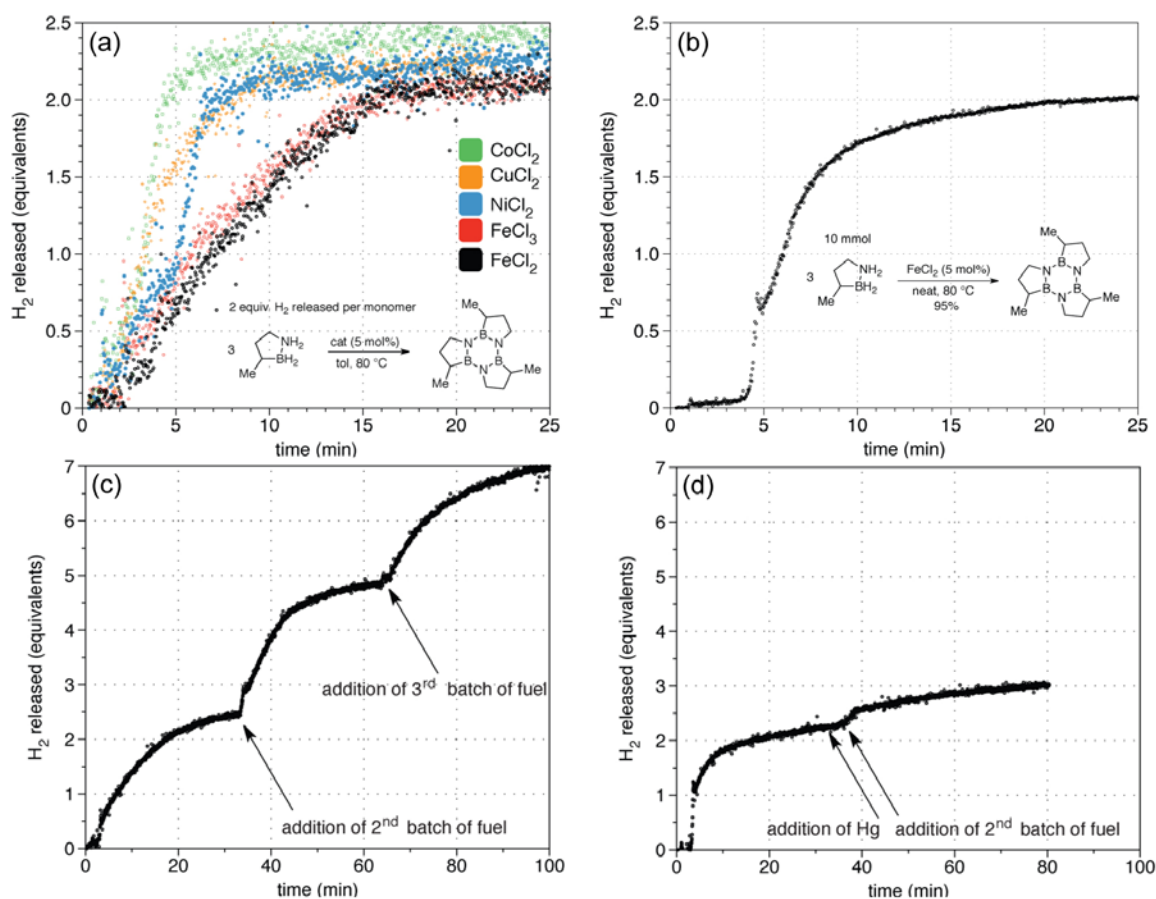 (a)
2.5
2.0
1.5
1.0
0.5
0
H2 released (equivalents)
CoCl2
CuCl2
NiCl2
FeCl3
FeCl2
2 equiv. H2 released per monomer
3
NH2
BH2
Me
cat (5 mol%)
tol, 80 °C
Me
N B N
B N B
Me
Me
0 5 10 15 20 25
time (min)
(b)
2.5
2.0
1.5
1.0
0.5
0
H2 released (equivalents)
10 mmol
3
NH2
BH2
Me
FeCl2 (5 mol%)
neat, 80 °C
95%
Me
N B N
B N B
Me
Me
0 5 10 15 20 25
time (min)
(c)
7
6
5
4
3
2
1
0
H2 released (equivalents)
addition of 3rd batch of fuel
addition of 2nd batch of fuel
0 20 40 60 80 100
time (min)
(d)
7
6
5
4
3
2
1
0
H2 released (equivalents)
addition of Hg
addition of 2nd batch of fuel
0 20 40 60 80 100
time (min)